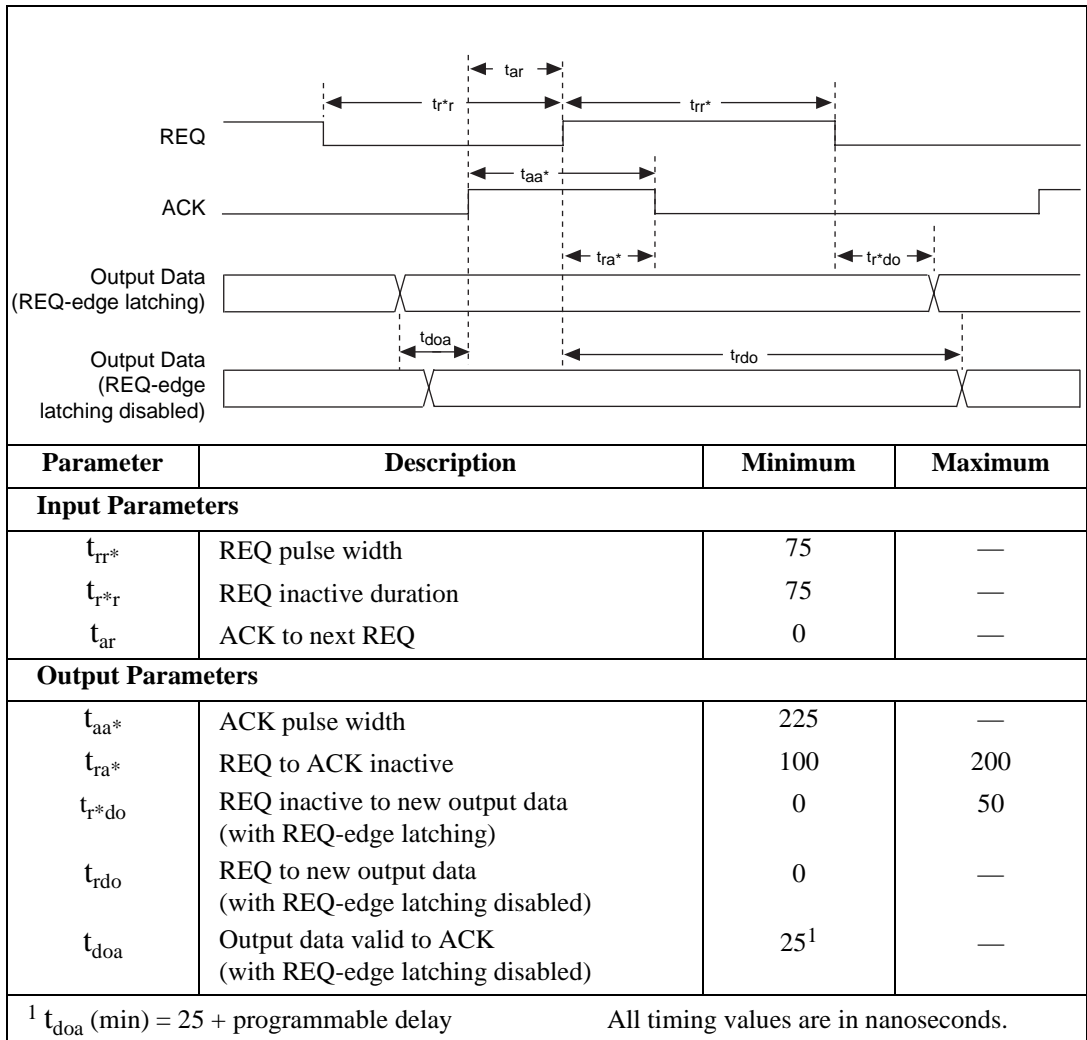 tar
tr*r
trr*
REQ
taa*
ACK
tra*
tr*do
Output Data
(REQ-edge latching)
tdoa
trdo
Output Data
(REQ-edge
latching disabled)
Parameter Description Minimum Maximum
Input Parameters
trr* REQ pulse width 75 —
tr*r REQ inactive duration 75 —
tar ACK to next REQ 0 —
Output Parameters
taa* ACK pulse width 225 —
tra* REQ to ACK inactive 100 200
tr*do REQ inactive to new output data 0 50
(with REQ-edge latching)
trdo REQ to new output data 0 —
(with REQ-edge latching disabled)
tdoa Output data valid to ACK 25¹ —
(with REQ-edge latching disabled)
¹ tdoa (min) = 25 + programmable delay All timing values are in nanoseconds.